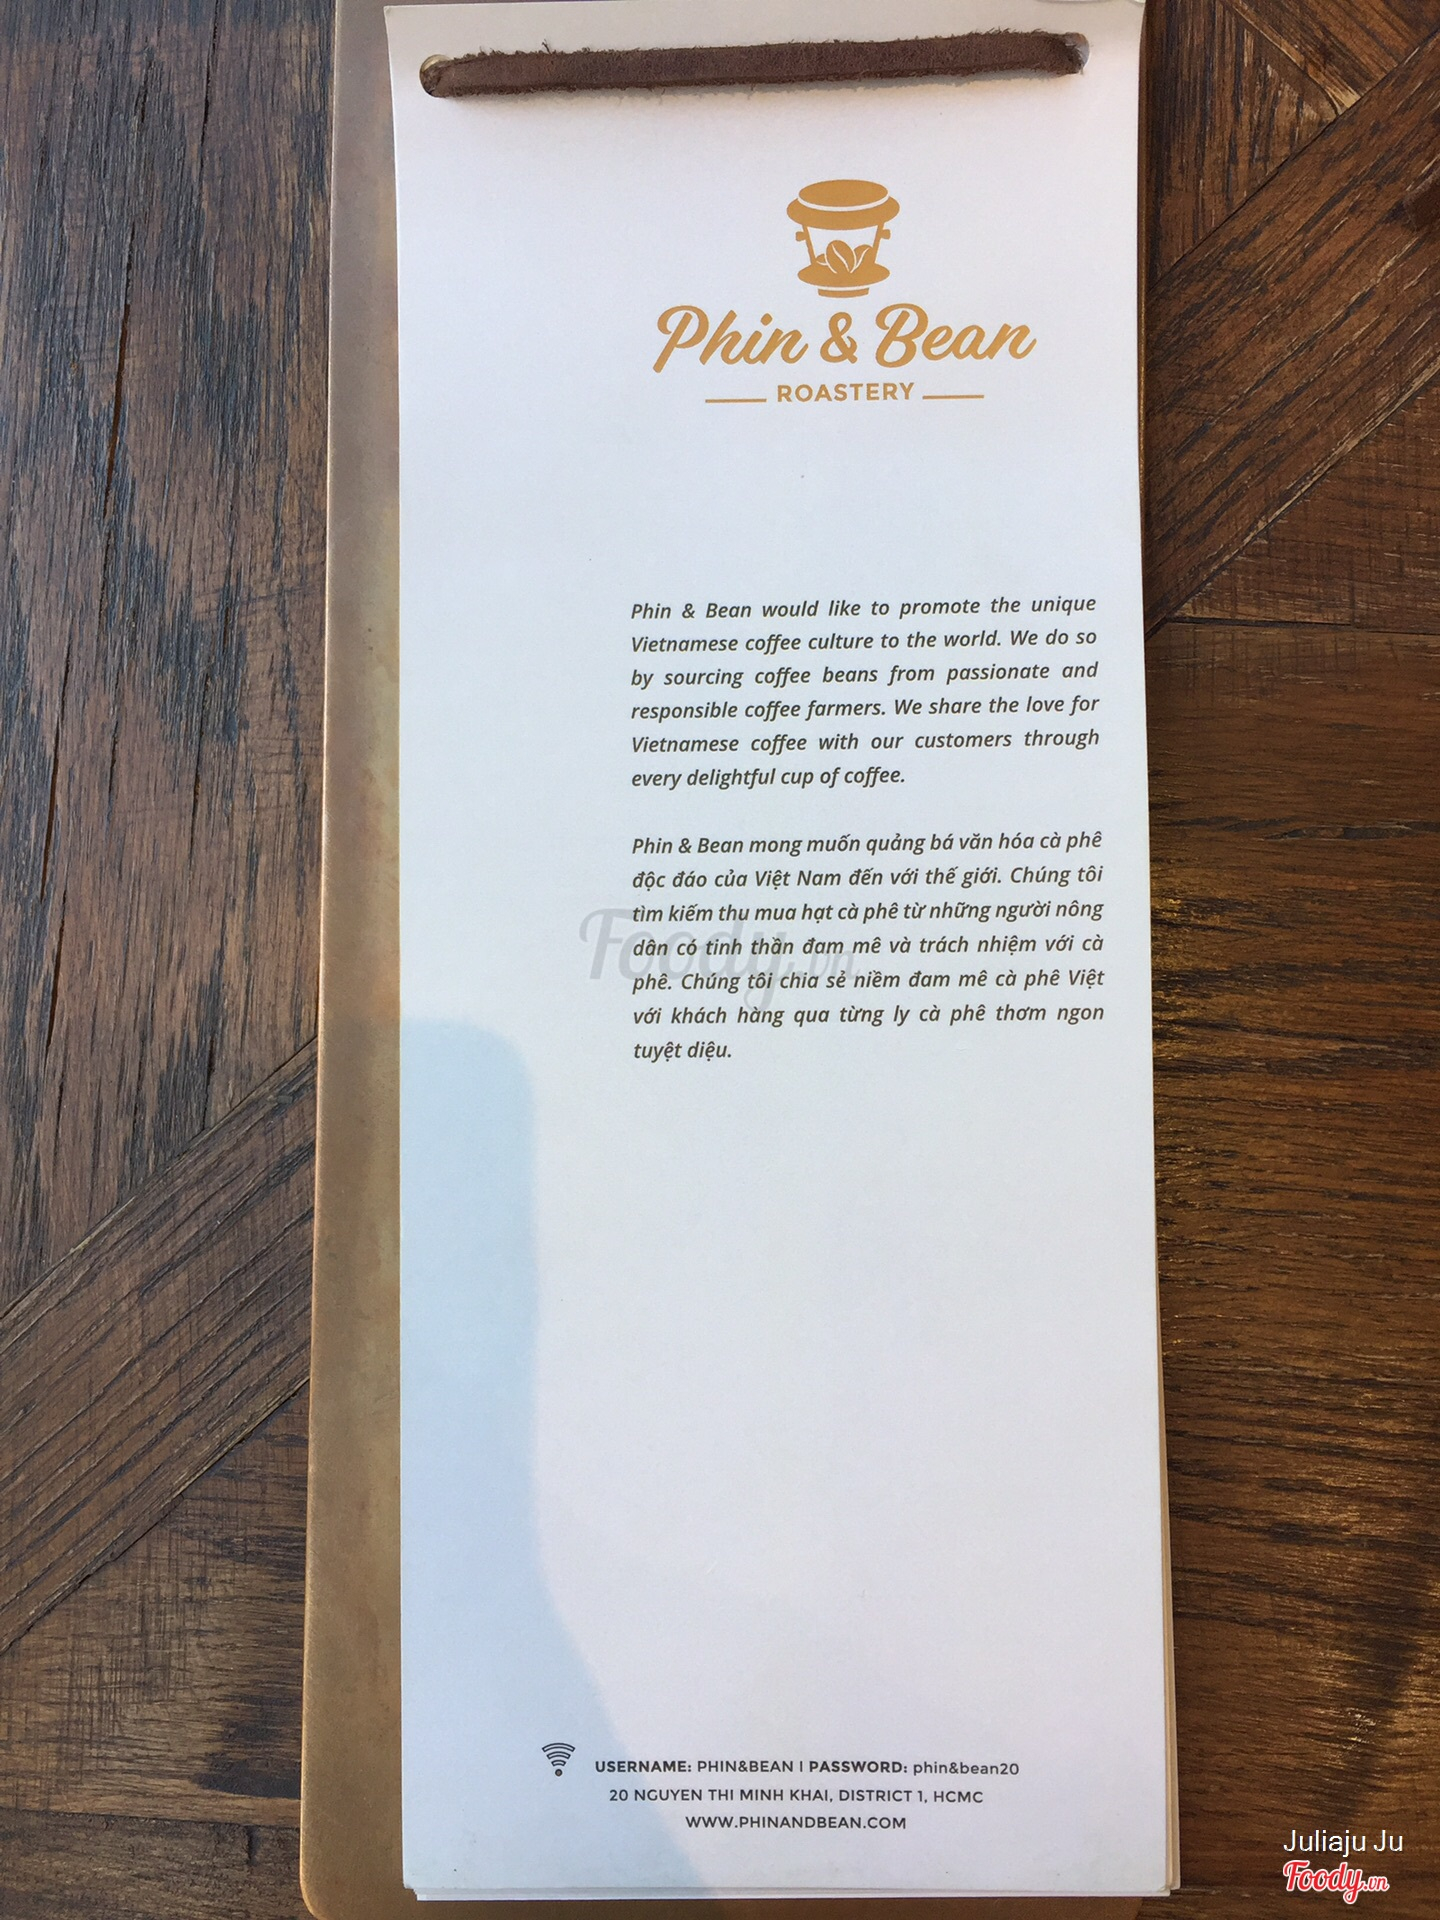 Phin & Bean
ROASTERY
Phin & Bean would like to promote the unique
Vietnamese coffee culture to the world. We do so
by sourcing coffee beans from passionate and
responsible coffee farmers. We share the love for
Vietnamese coffee with our customers through
every delightful cup of coffee.
Phin & Bean mong muốn quảng bá văn hóa cà phê
độc đáo của Việt Nam đến với thế giới. Chúng tôi
tìm kiếm thu mua hạt cà phê từ những người nông
dân có tinh thần đam mê và trách nhiệm với cà
phê. Chúng tôi chia sẻ niềm đam mê cà phê Việt
với khách hàng qua từng ly cà phê thơm ngon
tuyệt diệu.
Foody.vn
USERNAME: PHIN&BEAN | PASSWORD: phin&bean20
20 NGUYEN THI MINH KHAI, DISTRICT 1, HCMC
WWW.PHINANDBEAN.COM
Juliaju Ju
Foody.vn